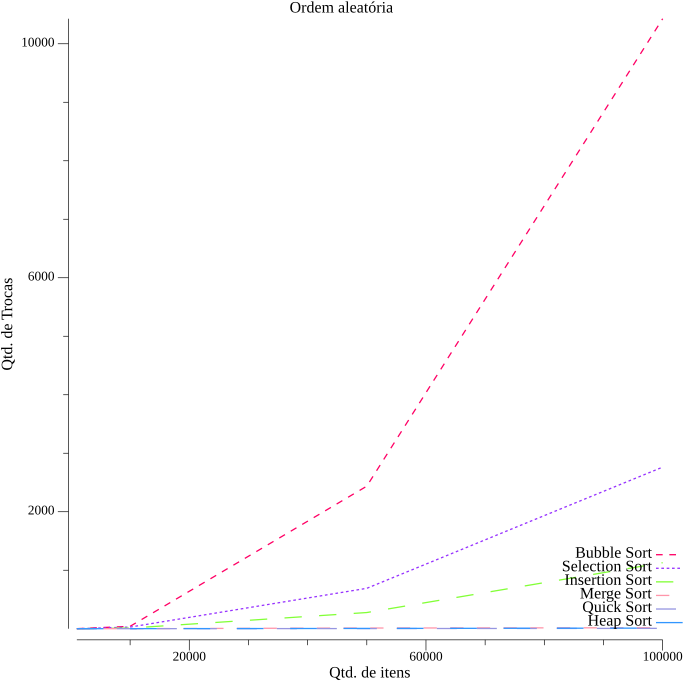 Ordem aleatória
10000
6000
2000
Qtd. de Trocas
Bubble Sort
Selection Sort
Insertion Sort
Merge Sort
Quick Sort
Heap Sort
20000
60000
100000
Qtd. de itens